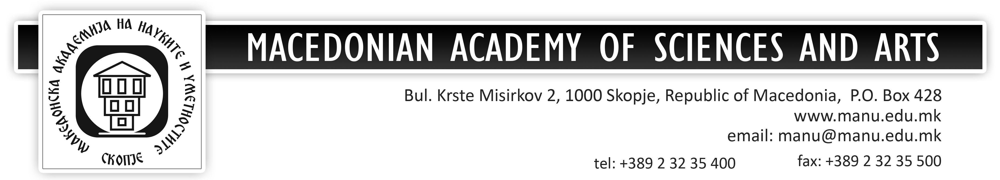 МАКЕДОНСКА АКАДЕМИЈА НА НАУКИТЕ И УМЕТНОСТИТЕ
СКОПЈЕ
MACEDONIAN ACADEMY OF SCIENCES AND ARTS
Bul. Krste Misirkov 2, 1000 Skopje, Republic of Macedonia, P.O. Box 428
www.manu.edu.mk
email: manu@manu.edu.mk
tel: +389 2 32 35 400 fax: +389 2 32 35 500